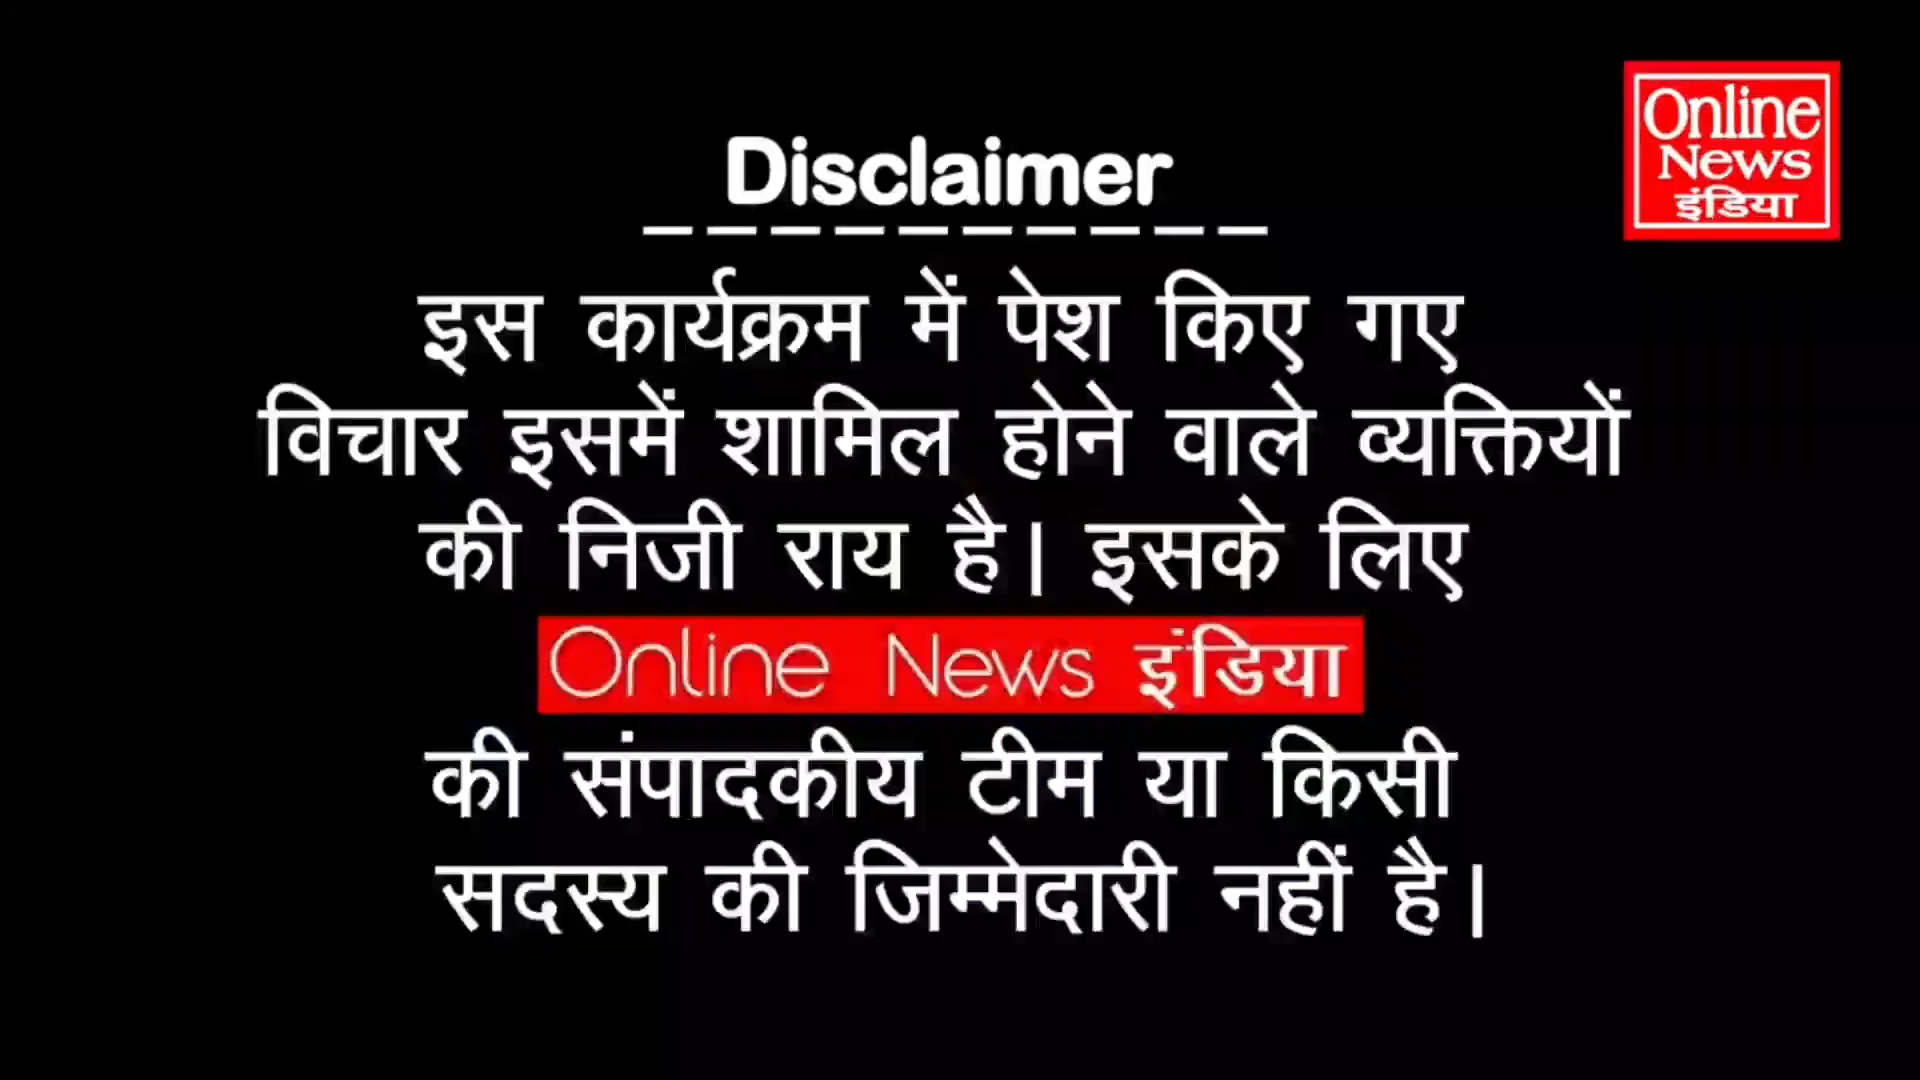 Online
News
इंडिया
Disclaimer
इस कार्यक्रम में पेश किए गए
विचार इसमें शामिल होने वाले व्यक्तियों
की निजी राय है। इसके लिए
Online News इंडिया
की संपादकीय टीम या किसी
सदस्य की जिम्मेदारी नहीं है।